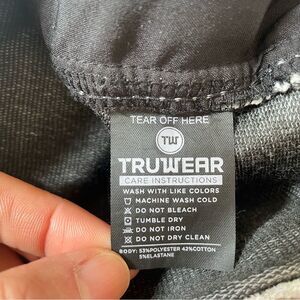 TEAR OFF HERE
TW
TRUWEAR
CARE INSTRUCTIONS
WASH WITH LIKE COLORS
MACHINE WASH COLD
DO NOT BLEACH
TUMBLE DRY
DO NOT IRON
DO NOT DRY CLEAN
BODY: 53%POLYESTER 42%COTTON
5%ELASTANE